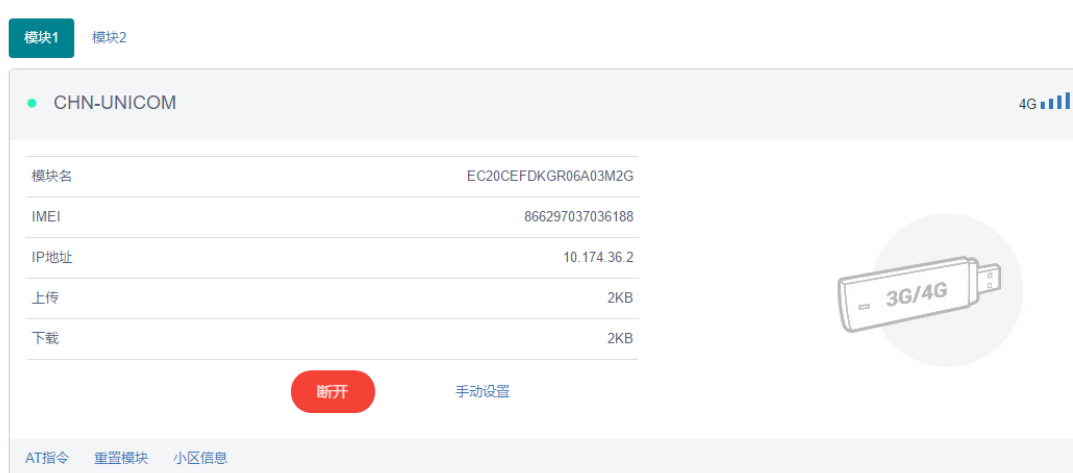 模块1 模块2
CHN-UNICOM 4G
模块名 EC20CEFDKGR06A03M2G
IMEI 866297037036188
IP地址 10.174.36.2
上传 2KB
下载 2KB
3G/4G
断开 手动设置
AT指令 重置模块 小区信息